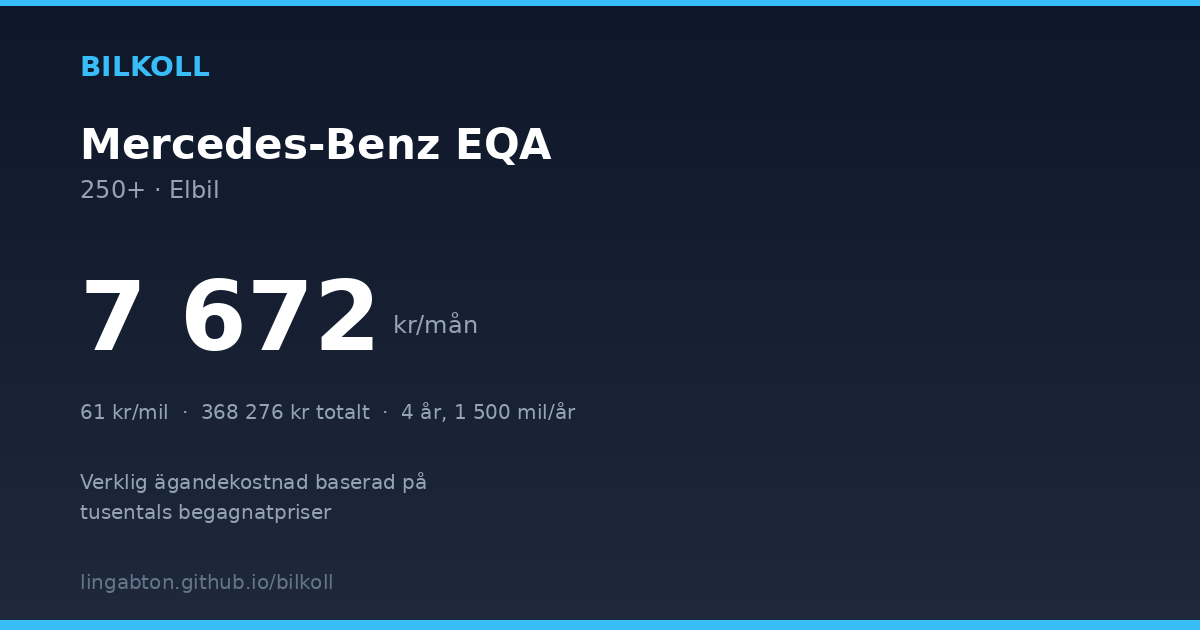 BILKOLL
Mercedes-Benz EQA
250+ · Elbil
7 672 kr/mån
61 kr/mil · 368 276 kr totalt · 4 år, 1 500 mil/år
Verklig ägandekostnad baserad på
tusentals begagnatpriser
lingabton.github.io/bilkoll